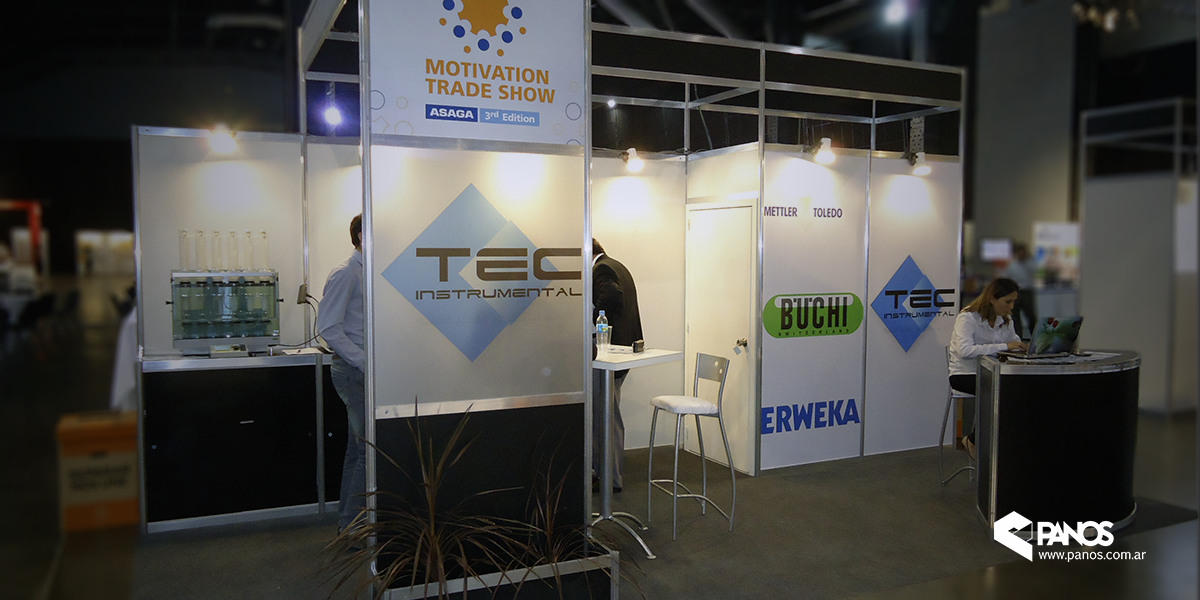 MOTIVATION
TRADE SHOW
ASAGA 3rd Edition
TEC
INSTRUMENTAL
METTLER TOLEDO
BÜCHI
SWITZERLAND
ERWEKA
TEC
INSTRUMENTAL
PANOS
www.panos.com.ar